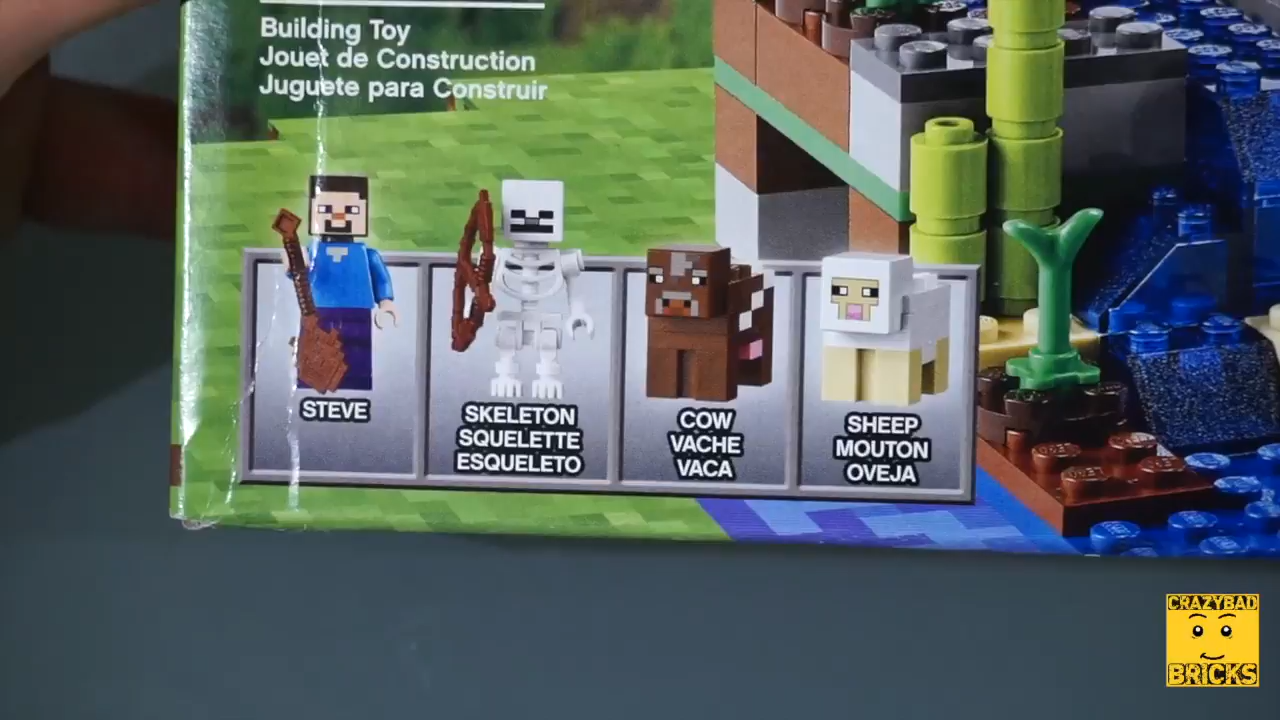 Building Toy
Jouet de Construction
Juguete para Construir
STEVE
SKELETON
SQUELETTE
ESQUELETO
COW
VACHE
VACA
SHEEP
MOUTON
OVEJA
CRAZYBAD
BRICKS